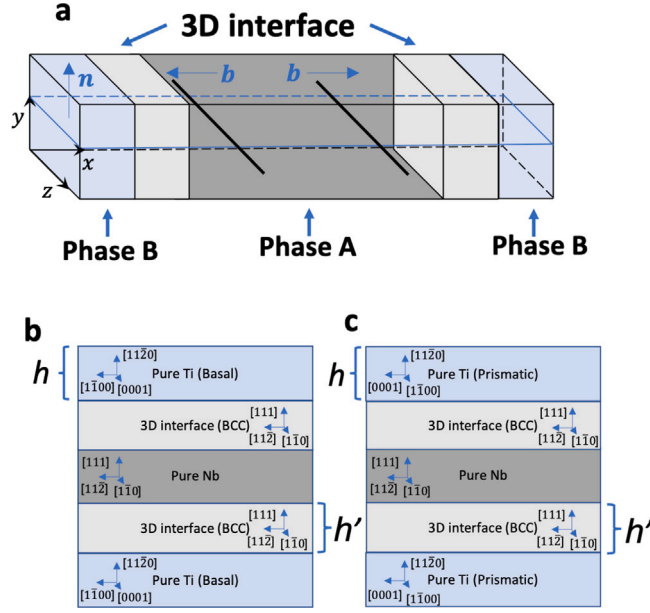 a
3D interface
n
b
b
y
x
z
Phase B
Phase A
Phase B
b
h
[112̄0]
[11̄00]
[0001]
Pure Ti (Basal)
3D interface (BCC)
[111]
[112̄]
[11̄0]
[111]
[112̄]
[11̄0]
Pure Nb
3D interface (BCC)
[111]
[112̄]
[11̄0]
h’
[112̄0]
[11̄00]
[0001]
Pure Ti (Basal)
c
h
[112̄0]
[0001]
[11̄00]
Pure Ti (Prismatic)
3D interface (BCC)
[111]
[112̄]
[11̄0]
[111]
[112̄]
[11̄0]
Pure Nb
3D interface (BCC)
[111]
[112̄]
[11̄0]
h’
[112̄0]
[0001]
[11̄00]
Pure Ti (Prismatic)